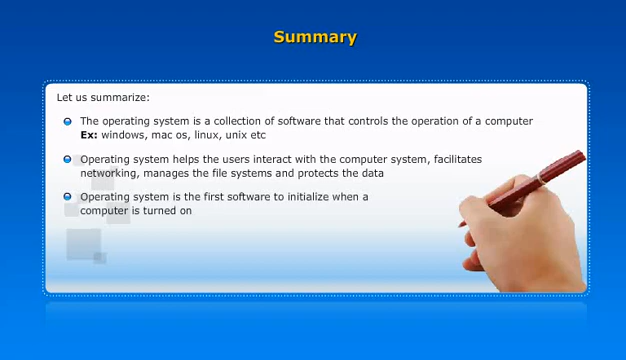 Summary
Let us summarize:
The operating system is a collection of software that controls the operation of a computer
Ex: windows, mac os, linux, unix etc
Operating system helps the users interact with the computer system, facilitates
networking, manages the file systems and protects the data
Operating system is the first software to initialize when a
computer is turned on